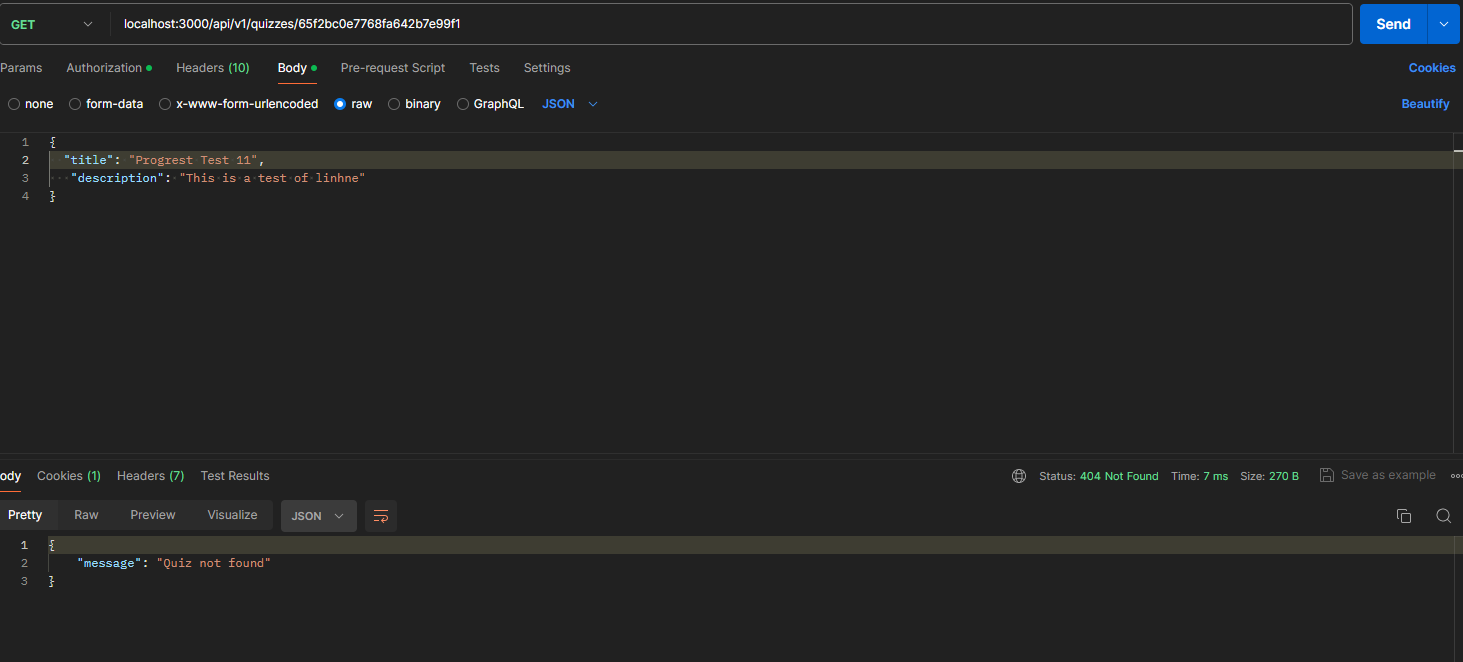 GET localhost:3000/api/v1/quizzes/65f2bc0e7768fa642b7e99f1 Send
Params Authorization Headers (10) Body Pre-request Script Tests Settings Cookies
none form-data x-www-form-urlencoded raw binary GraphQL JSON Beautify
1 {
2 "title": "Progrest Test 11",
3 "description": "This is a test of linhne"
4 }
ody Cookies (1) Headers (7) Test Results Status: 404 Not Found Time: 7 ms Size: 270 B Save as example
Pretty Raw Preview Visualize JSON
1 {
2 "message": "Quiz not found"
3 }